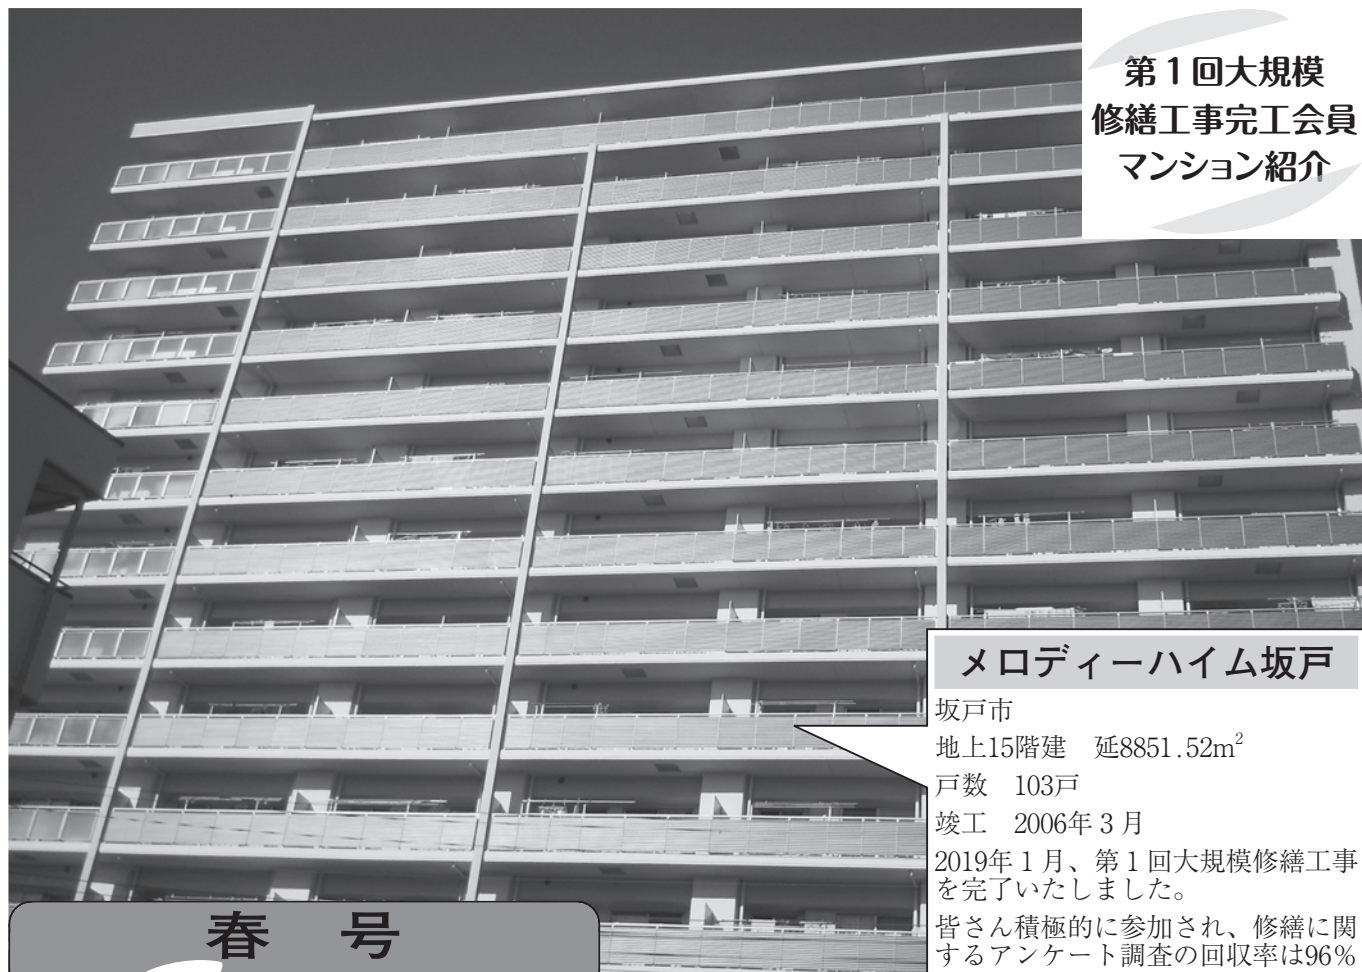 第１回大規模
修繕工事完工会員
マンション紹介
メロディーハイム坂戸
坂戸市
地上15階建　延8851.52m²
戸数　103戸
竣工　2006年３月
2019年１月、第１回大規模修繕工事
を完了いたしました。
皆さん積極的に参加され、修繕に関
するアンケート調査の回収率は96％
春　号